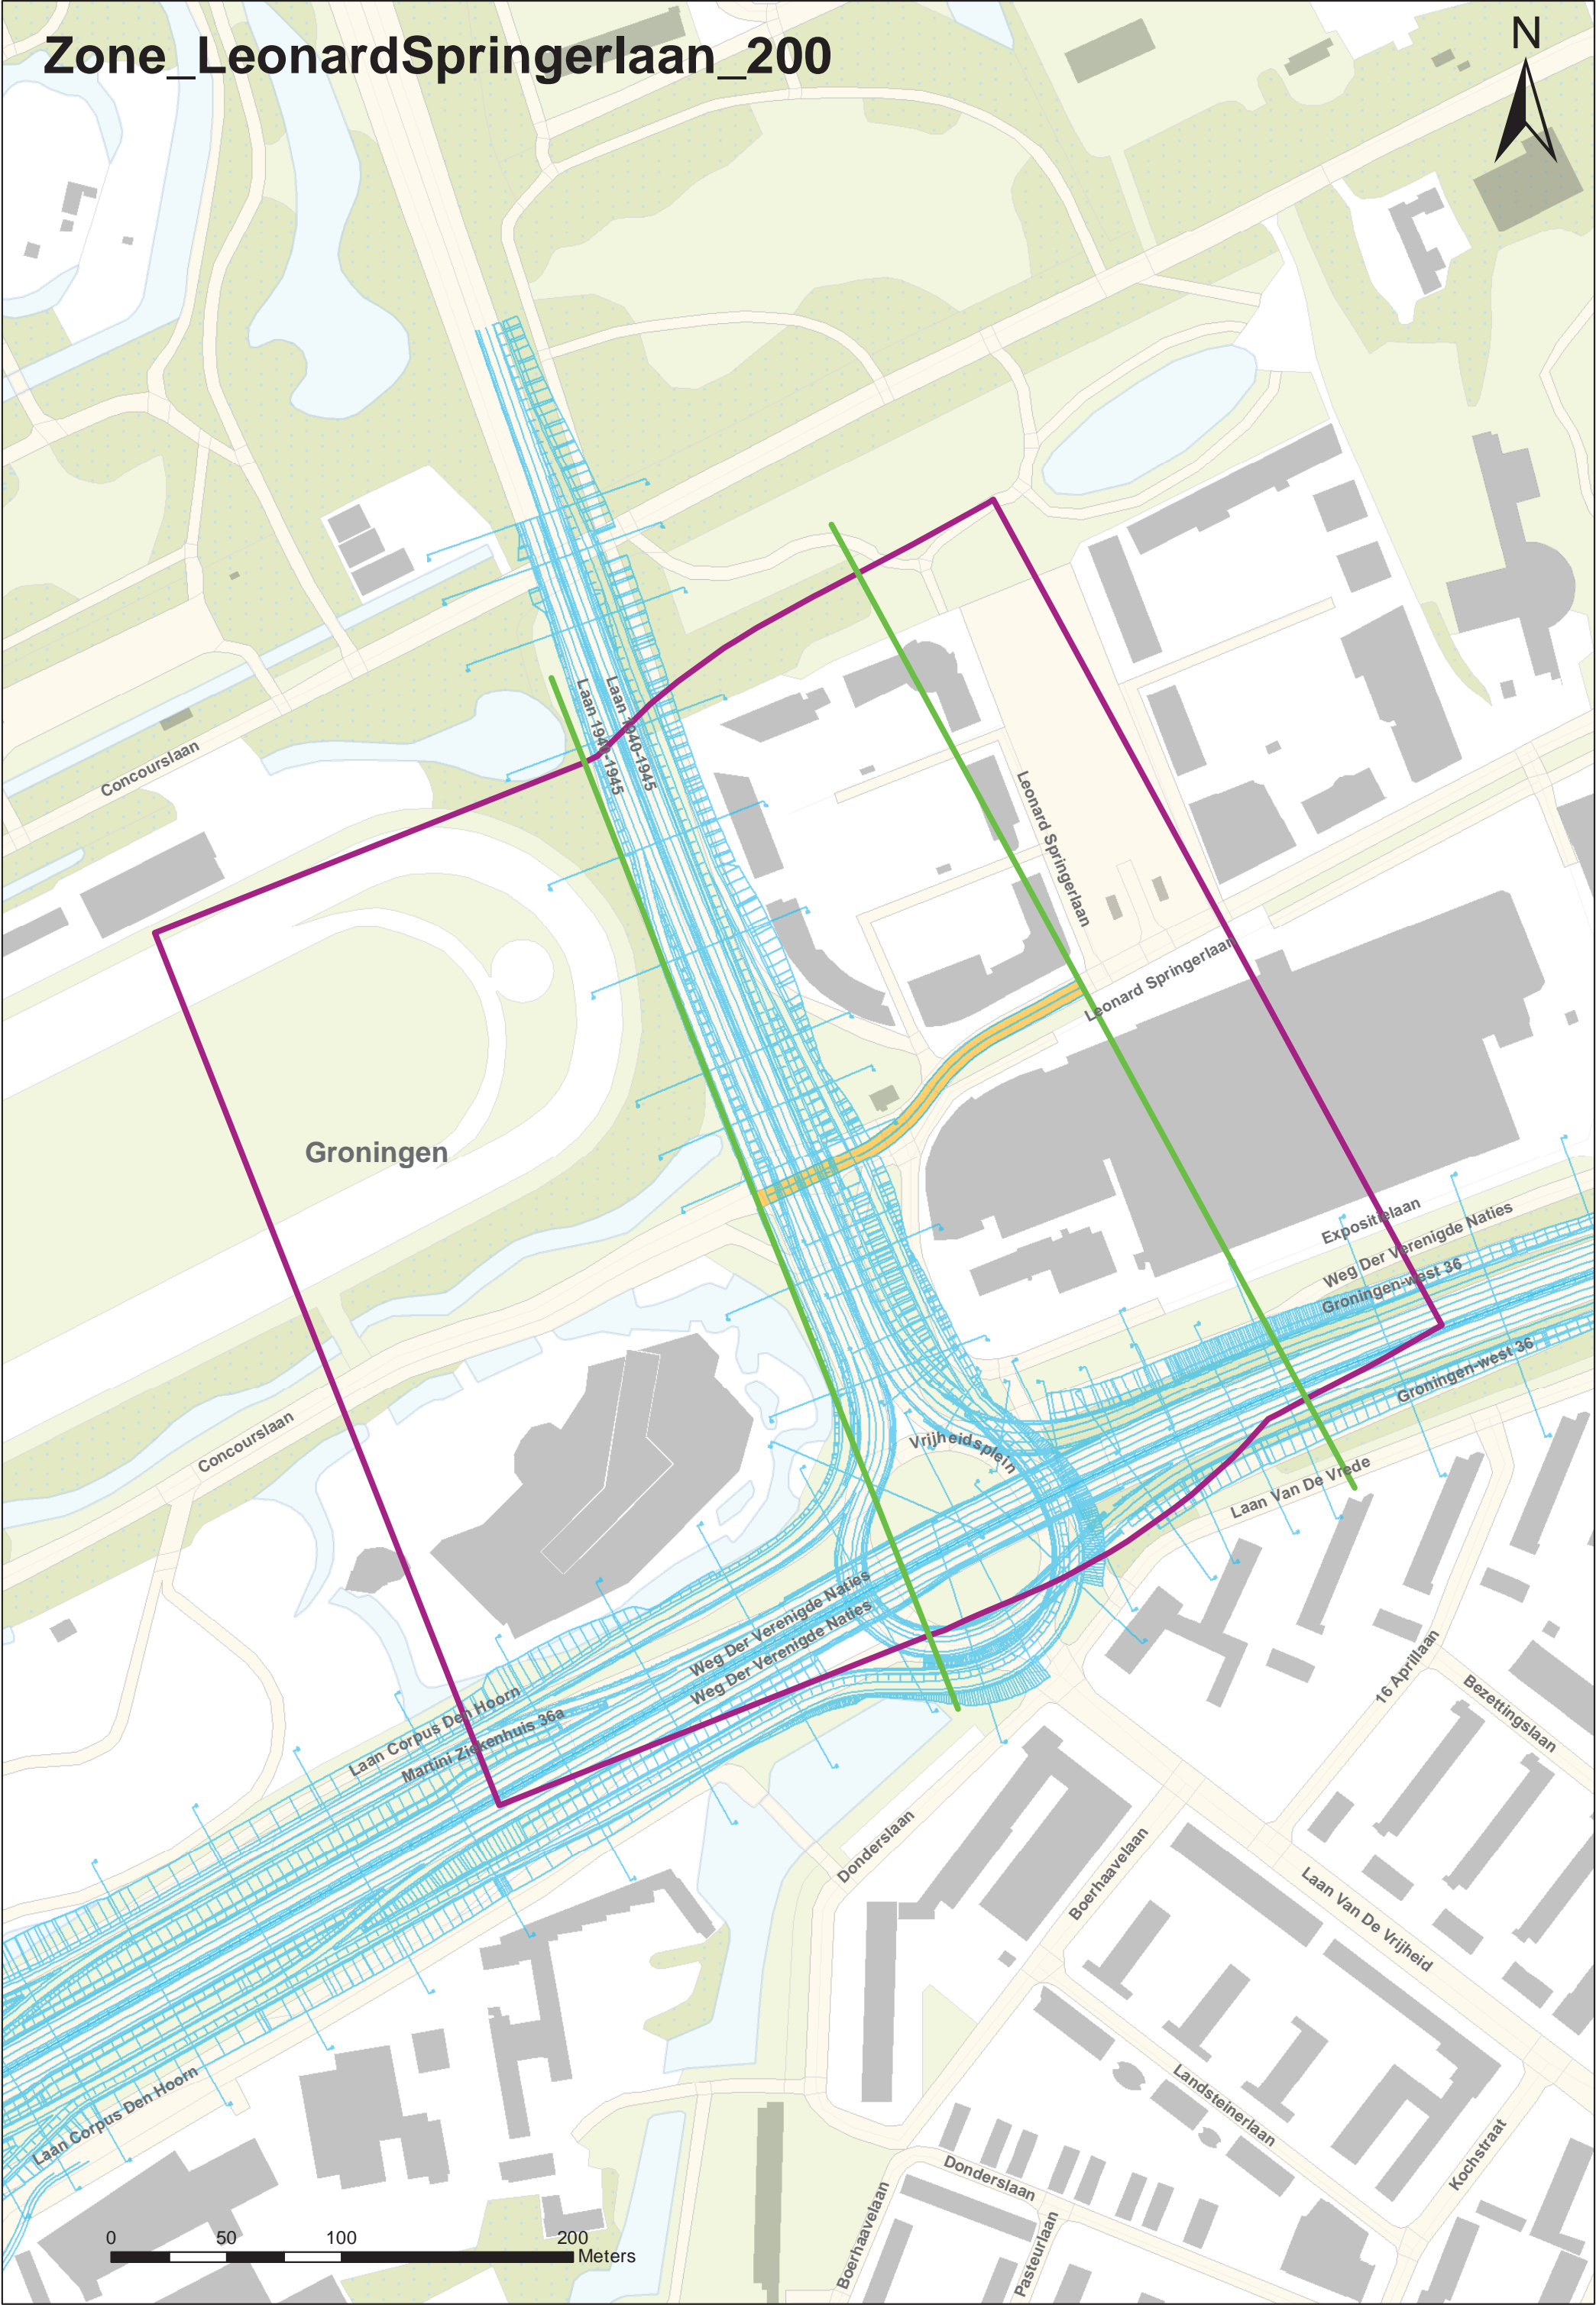 Zone_LeonardSpringerlaan_200
N
Concourslaan
Laan 1940-1945
Laan 1940-1945
Leonard Springerlaan
Leonard Springerlaan
Groningen
Expositielaan
Weg Der Verenigde Naties
Groningen-west 36
Groningen-west 36
Concourslaan
Vrijheidsplein
Laan Van De Vrede
Weg Der Verenigde Naties
Weg Der Verenigde Naties
Laan Corpus Den Hoorn
Martini Ziekenhuis 36a
16 Aprillaan
Bezettingslaan
Donderslaan
Boerhaavelaan
Laan Van De Vrijheid
Laan Corpus Den Hoorn
Landsteinerlaan
Kochstraat
Donderslaan
Boerhaavelaan
Pasteurlaan
0 50 100 200
Meters